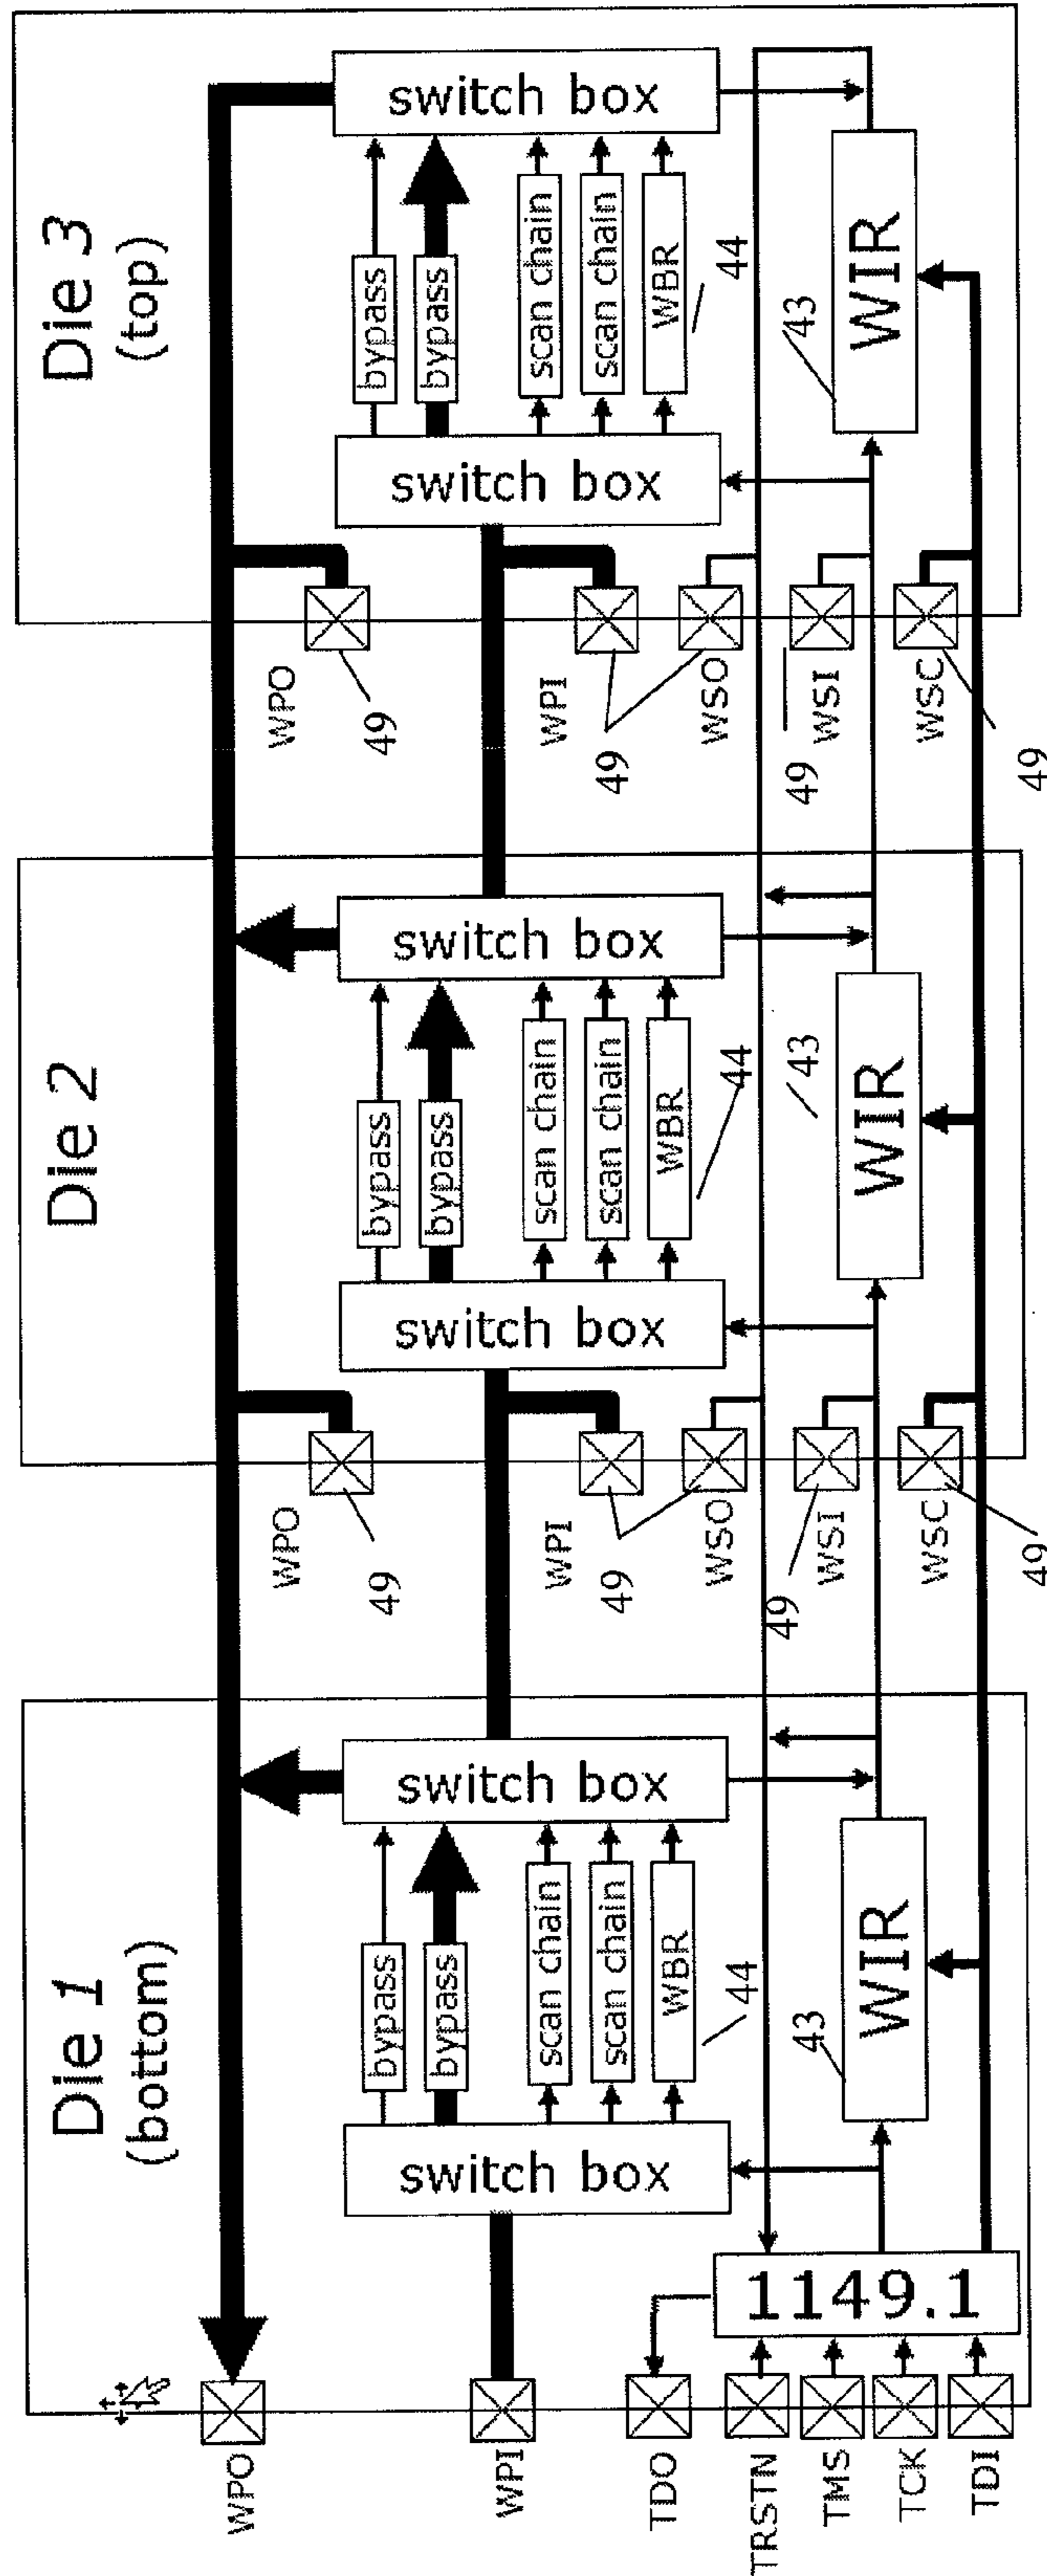 Die 1
(bottom)
WPO
WPI
TDO
TRSTN
TMS
TCK
TDI
switch box
bypass
bypass
scan chain
scan chain
WBR
44
switch box
1149.1
43
WIR
Die 2
WPO
49
WPI
49
WSO
49
WSI
WSC
49
switch box
bypass
bypass
scan chain
scan chain
WBR
44
switch box
43
WIR
Die 3
(top)
WPO
49
WPI
49
WSO
49
WSI
WSC
49
switch box
bypass
bypass
scan chain
scan chain
WBR
44
switch box
43
WIR